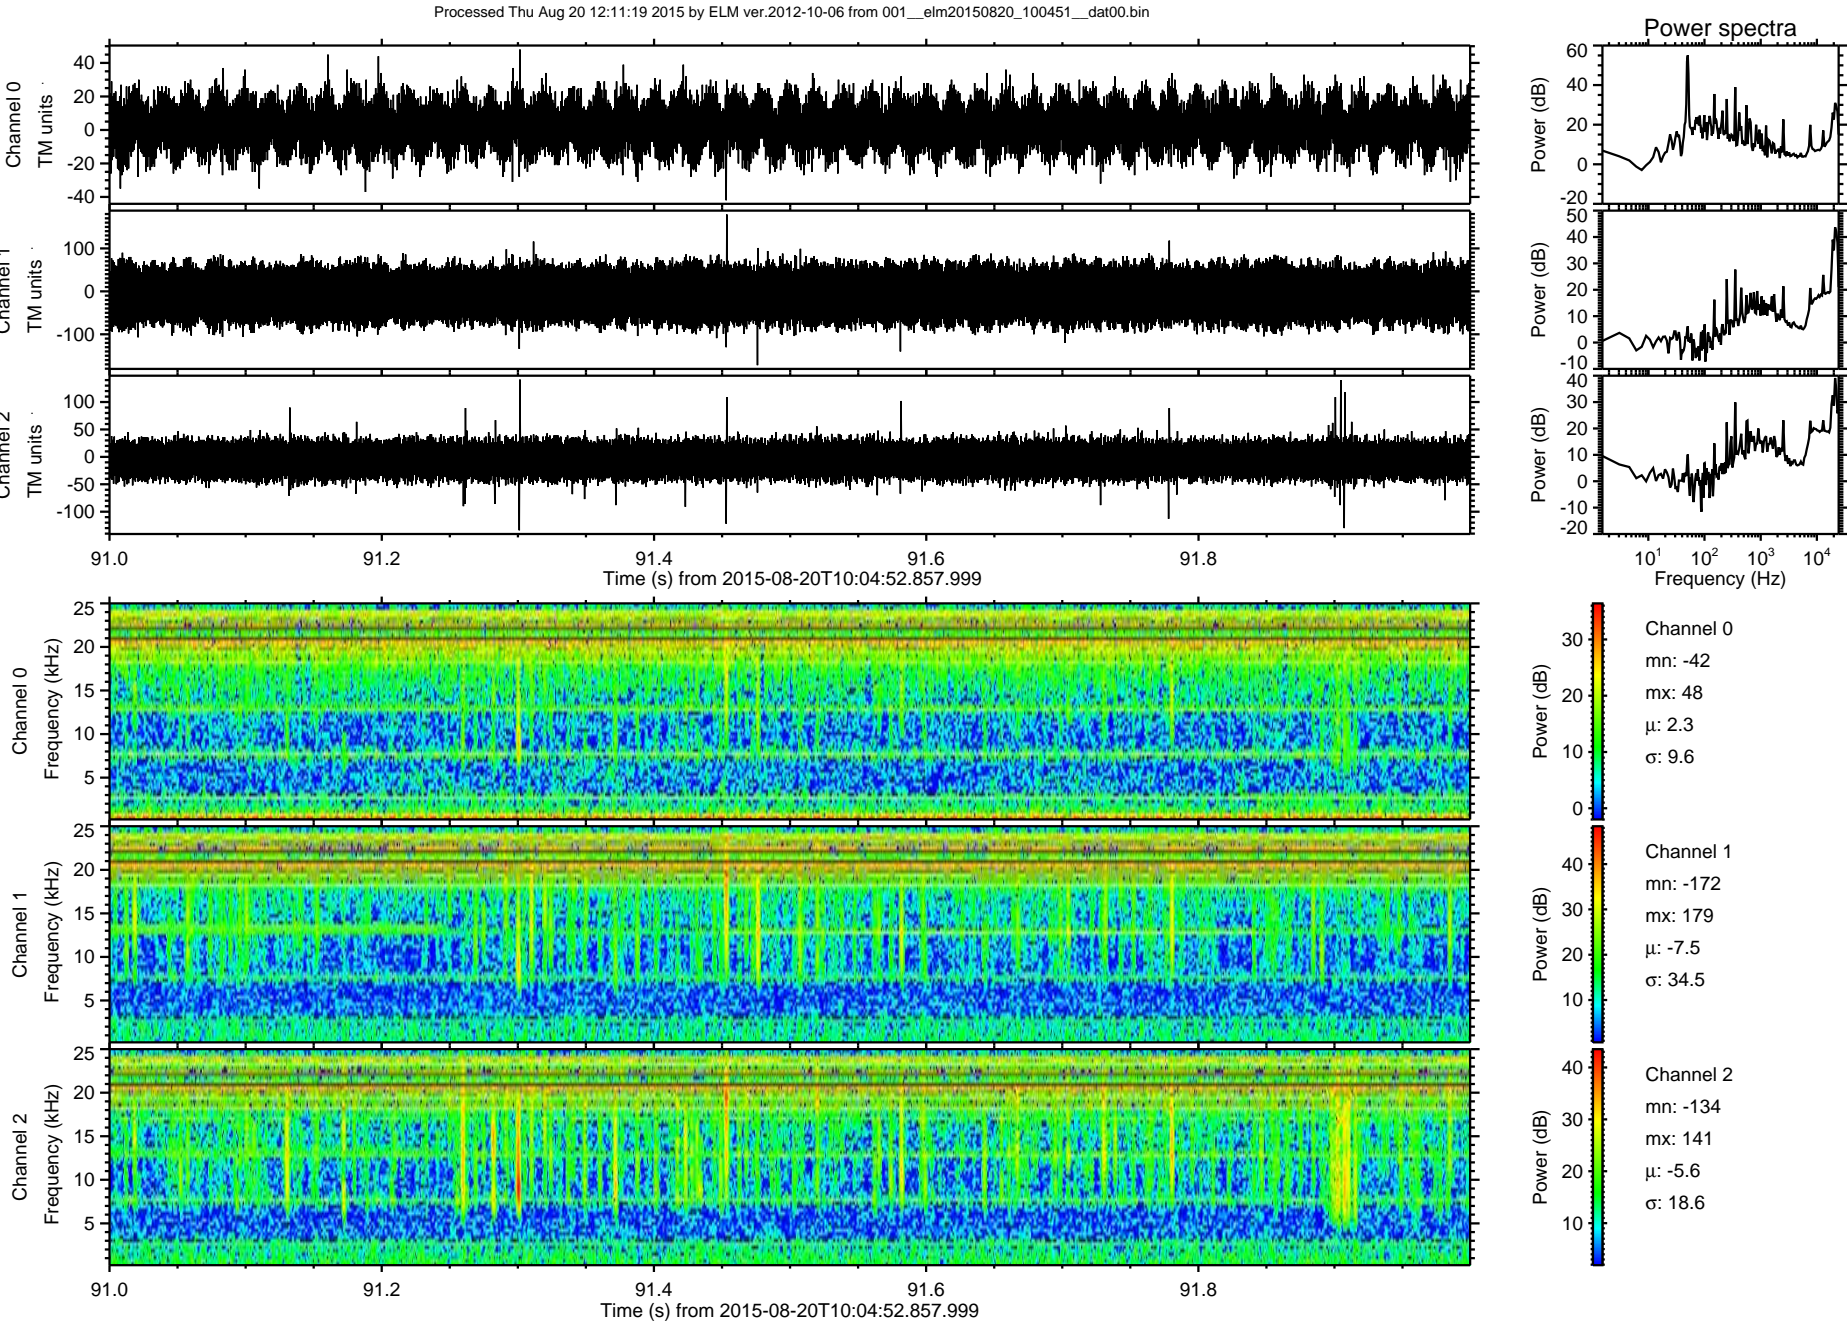 Processed Thu Aug 20 12:11:19 2015 by ELM ver.2012-10-06 from 001__elm20150820_100451__dat00.bin
Power spectra
Channel 0
TM units
40
20
0
-20
-40
Power (dB)
60
40
20
0
-20
Channel 1
TM units
100
0
-100
Power (dB)
50
40
30
20
10
0
-10
Channel 2
TM units
100
50
0
-50
-100
Power (dB)
40
30
20
10
0
-10
-20
91.0 91.2 91.4 91.6 91.8
Time (s) from 2015-08-20T10:04:52.857.999
10¹ 10² 10³ 10⁴
Frequency (Hz)
Channel 0
Frequency (kHz)
25
20
15
10
5
Power (dB)
30
20
10
0
Channel 0
mn: -42
mx: 48
μ: 2.3
σ: 9.6
Channel 1
Frequency (kHz)
25
20
15
10
5
Power (dB)
40
30
20
10
Channel 1
mn: -172
mx: 179
μ: -7.5
σ: 34.5
Channel 2
Frequency (kHz)
25
20
15
10
5
Power (dB)
40
30
20
10
Channel 2
mn: -134
mx: 141
μ: -5.6
σ: 18.6
91.0 91.2 91.4 91.6 91.8
Time (s) from 2015-08-20T10:04:52.857.999